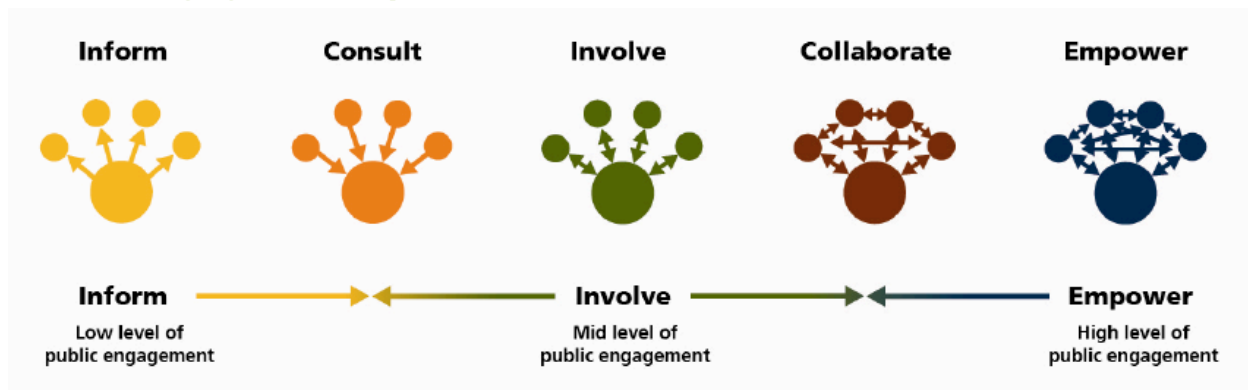 Inform
Consult
Involve
Collaborate
Empower
Inform
Involve
Empower
Low level of
public engagement
Mid level of
public engagement
High level of
public engagement